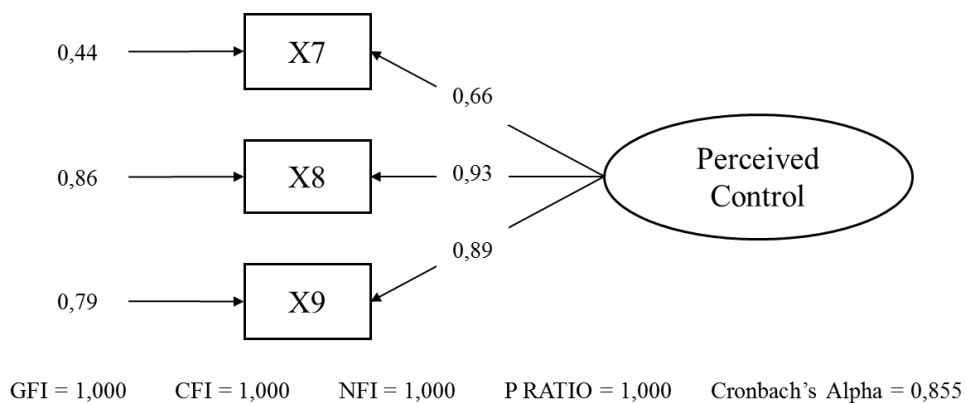 0,44
X7
0,66
0,86
X8
0,93
Perceived
Control
0,89
0,79
X9
GFI = 1,000 CFI = 1,000 NFI = 1,000 P RATIO = 1,000 Cronbach’s Alpha = 0,855